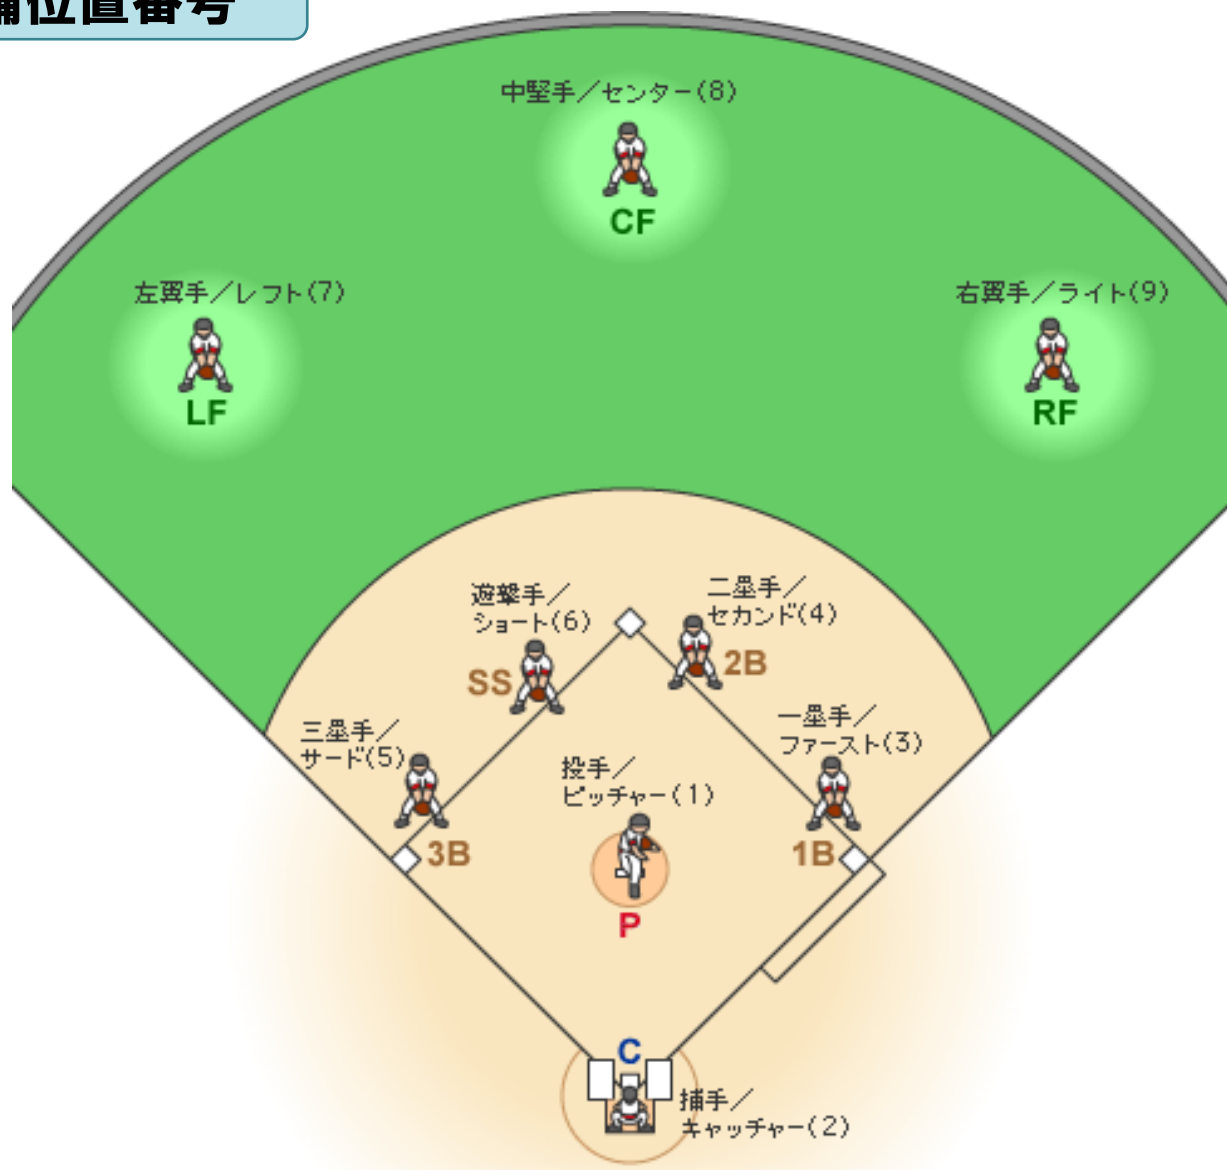 備位置番号
中堅手／センター(8)
CF
左翼手／レフト(7)
LF
右翼手／ライト(9)
RF
遊撃手／
ショート(6)
SS
二塁手／
セカンド(4)
2B
三塁手／
サード(5)
3B
一塁手／
ファースト(3)
1B
投手／
ピッチャー(1)
P
C
捕手／
キャッチャー(2)